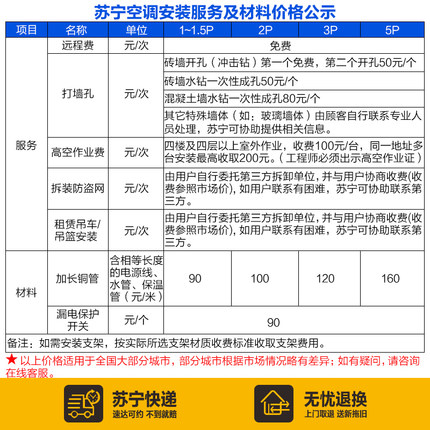 苏宁空调安装服务及材料价格公示
项目 名称 单位 1~1.5P 2P 3P 5P
服务 远程费 元/次 免费
打墙孔 元/次 砖墙开孔（冲击钻）第一个免费，第二个开孔50元/个
砖墙水钻一次性成孔50元/个
混凝土墙水钻一次性成孔80元/个
其它特殊墙体（如:玻璃墙体）由顾客自行联系专业人
员处理，苏宁可协助提供相关信息。
高空作业费 元/次 四楼及四层以上室外作业，收费100元/台，同一地址多
台安装最高收取200元。（工程师必须出示高空作业证）
拆装防盗网 元/次 由用户自行委托第三方拆卸单位,并与用户协商收费(收
费参照市场价),如用户联系有困难，苏宁可协助联系第
三方。
租赁吊车/
吊篮安装 元/次 由用户自行委托第三方拆卸单位,并与用户协商收费(收
费参照市场价),如用户联系有困难，苏宁可协助联系第
三方。
材料 加长铜管 含相等长度
的电源线、
水管、保温
管（元/米） 90 100 120 160
漏电保护
开关 元/个 90
备注：如需安装支架，按实际所选支架材质收费标准收取支架费用。
★以上价格适用于全国大部分城市，部分城市根据市场情况略有差异；如有疑问，请咨询
在线客服。
苏宁快递
速达可约 不到就赔
无忧退换
上门取退 送新拖旧